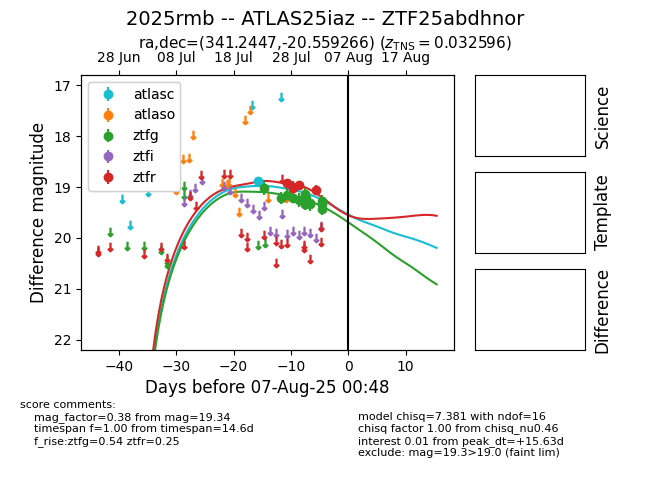 2025rmb -- ATLAS25iaz -- ZTF25abdhnor
ra,dec=(341.2447,-20.559266) (z_TNS = 0.032596)
28 Jun 08 Jul 18 Jul 28 Jul 07 Aug 17 Aug
17
18
19
20
21
22
Difference magnitude
atlasc
atlaso
ztfg
ztfi
ztfr
−40 −30 −20 −10 0 10
Days before 07-Aug-25 00:48
Science
Template
Difference
score comments:
mag_factor=0.38 from mag=19.34
timespan f=1.00 from timespan=14.6d
f_rise:ztfg=0.54 ztfr=0.25
model chisq=7.381 with ndof=16
chisq factor 1.00 from chisq_nu0.46
interest 0.01 from peak_dt=+15.63d
exclude: mag=19.3>19.0 (faint lim)